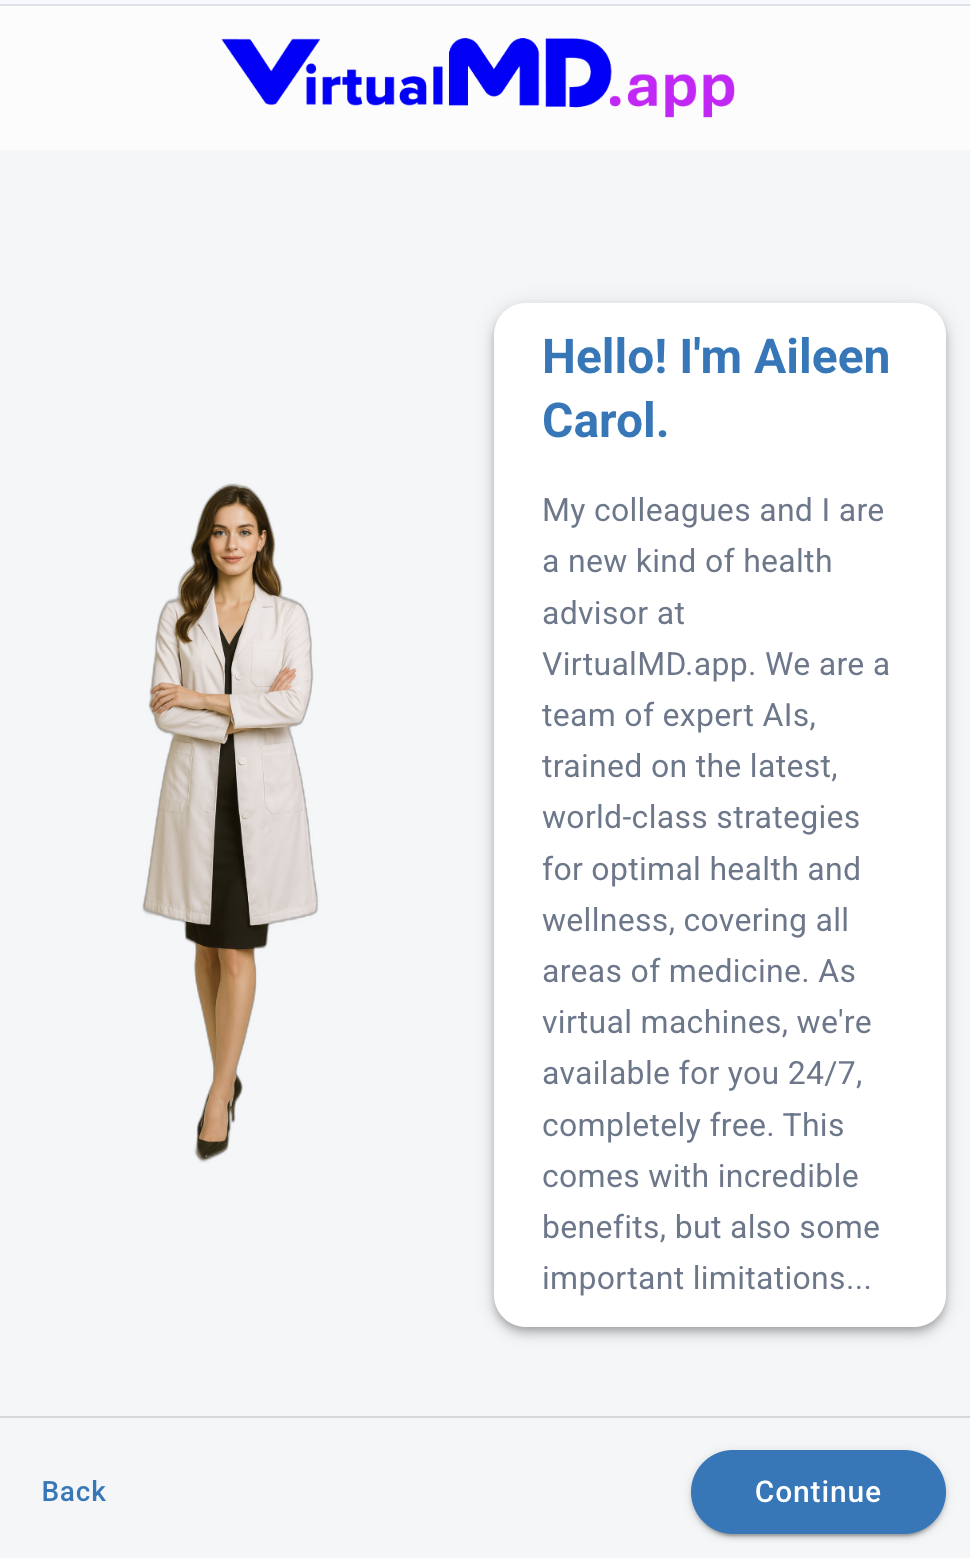 VirtualMD.app
Hello! I'm Aileen
Carol.
My colleagues and I are
a new kind of health
advisor at
VirtualMD.app. We are a
team of expert AIs,
trained on the latest,
world-class strategies
for optimal health and
wellness, covering all
areas of medicine. As
virtual machines, we're
available for you 24/7,
completely free. This
comes with incredible
benefits, but also some
important limitations...
Back
Continue